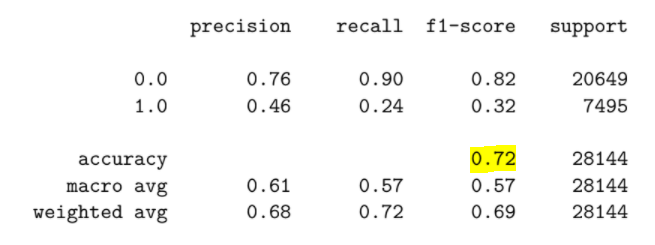 precision recall f1-score support
0.0 0.76 0.90 0.82 20649
1.0 0.46 0.24 0.32 7495
accuracy 0.72 28144
macro avg 0.61 0.57 0.57 28144
weighted avg 0.68 0.72 0.69 28144